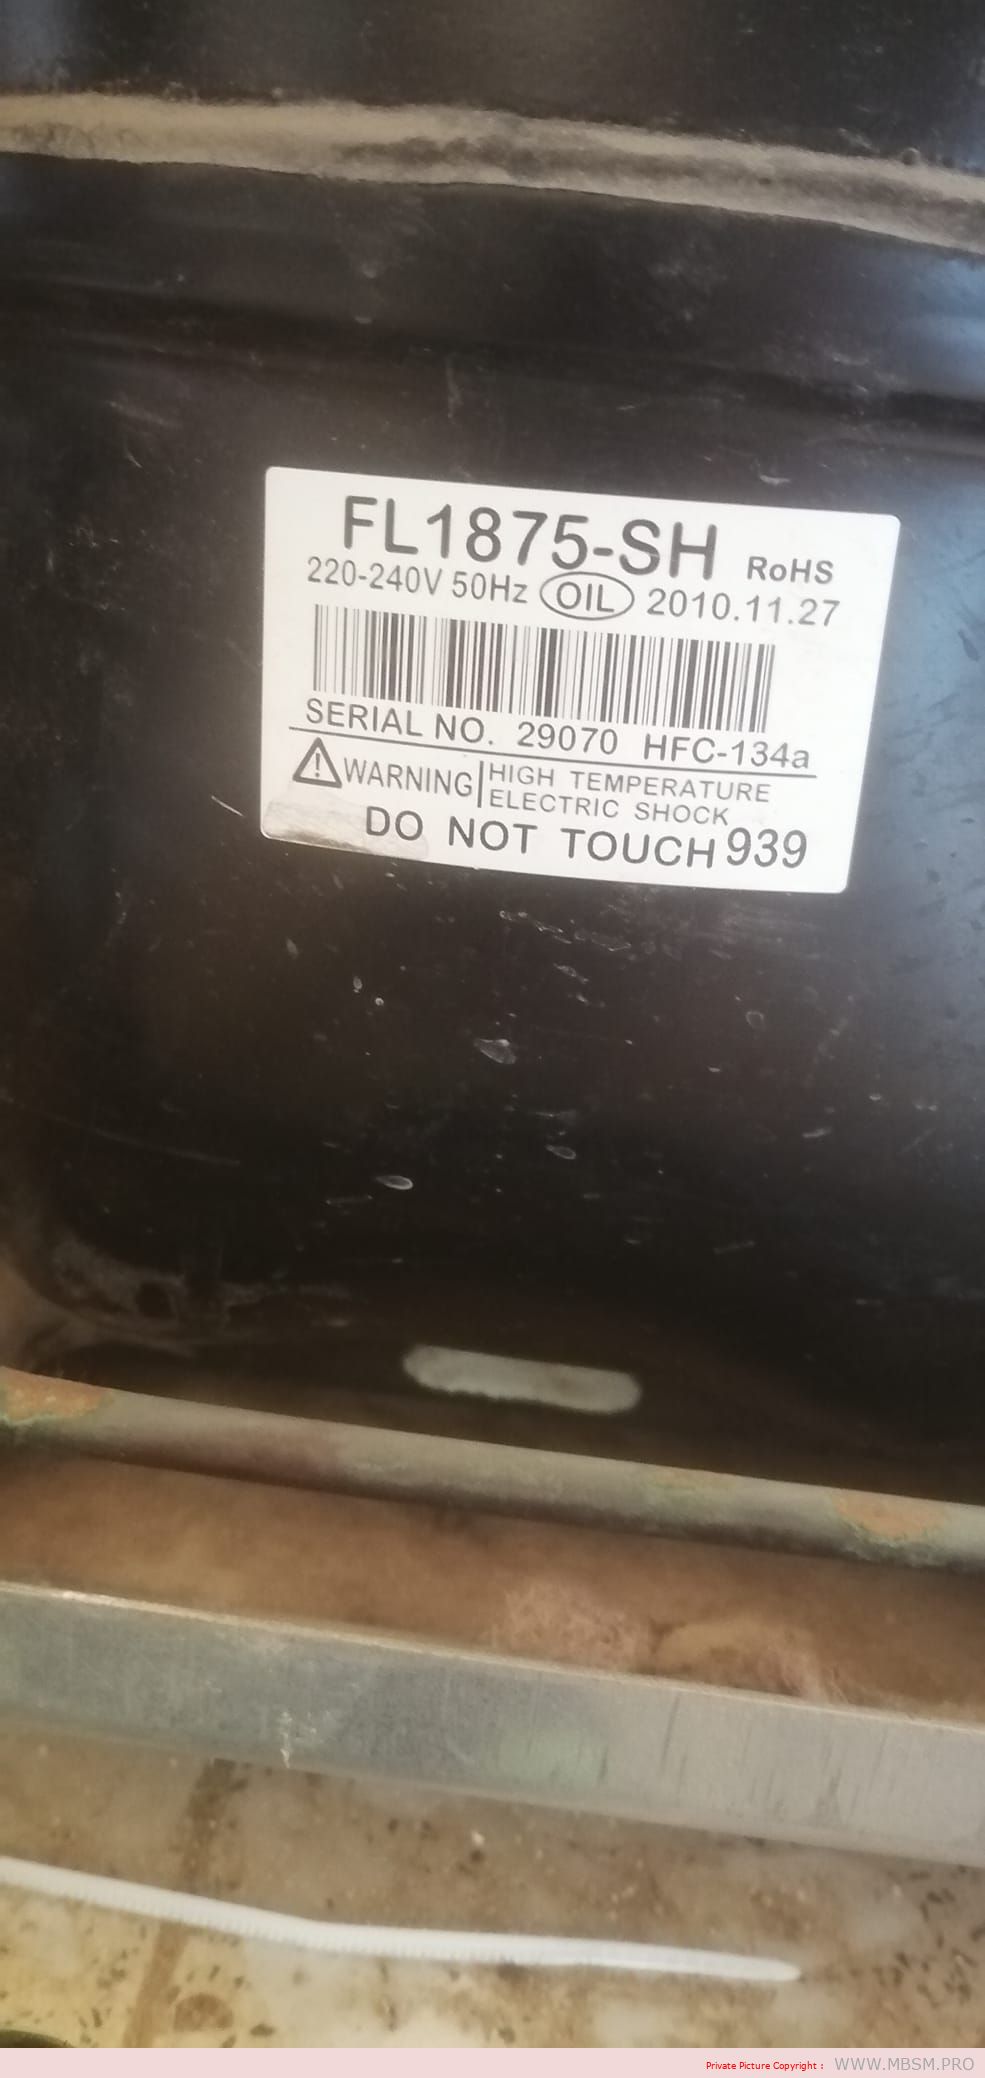 FL1875-SH RoHS
220-240V 50Hz OIL 2010.11.27
SERIAL NO. 29070 HFC-134a
WARNING HIGH TEMPERATURE
ELECTRIC SHOCK
DO NOT TOUCH 939
Private Picture Copyright : WWW.MBSM.PRO